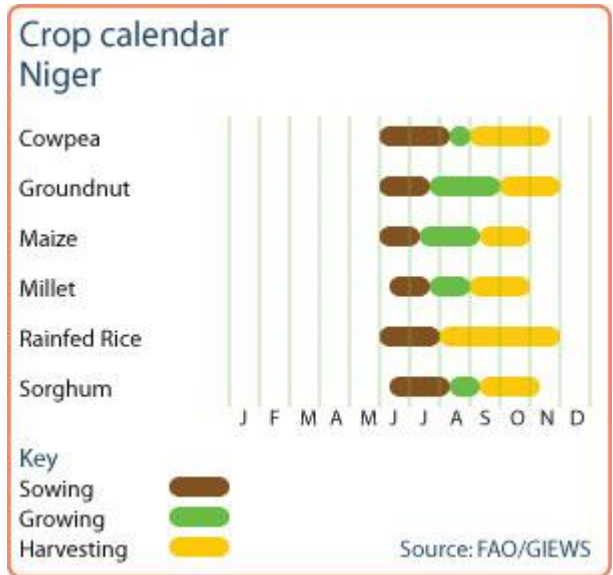 Crop calendar
Niger
Cowpea
Groundnut
Maize
Millet
Rainfed Rice
Sorghum
J F M A M J J A S O N D
Key
Sowing
Growing
Harvesting
Source: FAO/GIEWS